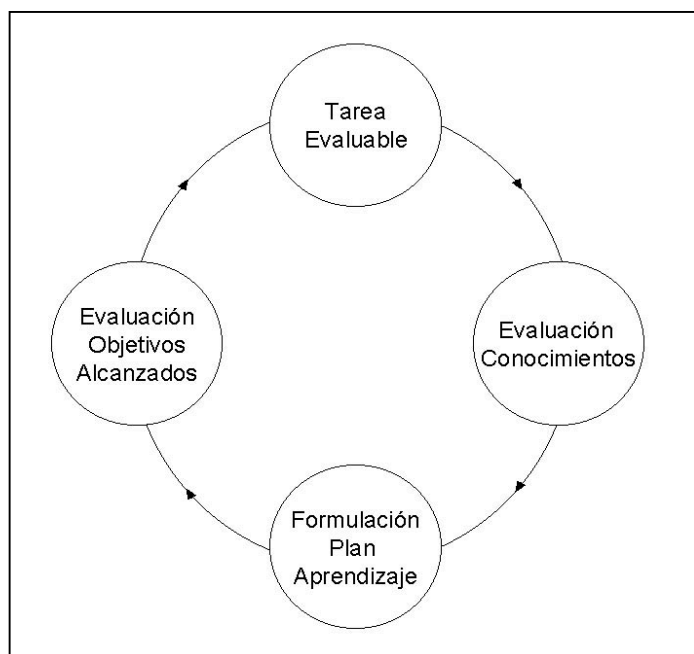 Tarea
Evaluable
Evaluación
Conocimientos
Formulación
Plan
Aprendizaje
Evaluación
Objetivos
Alcanzados